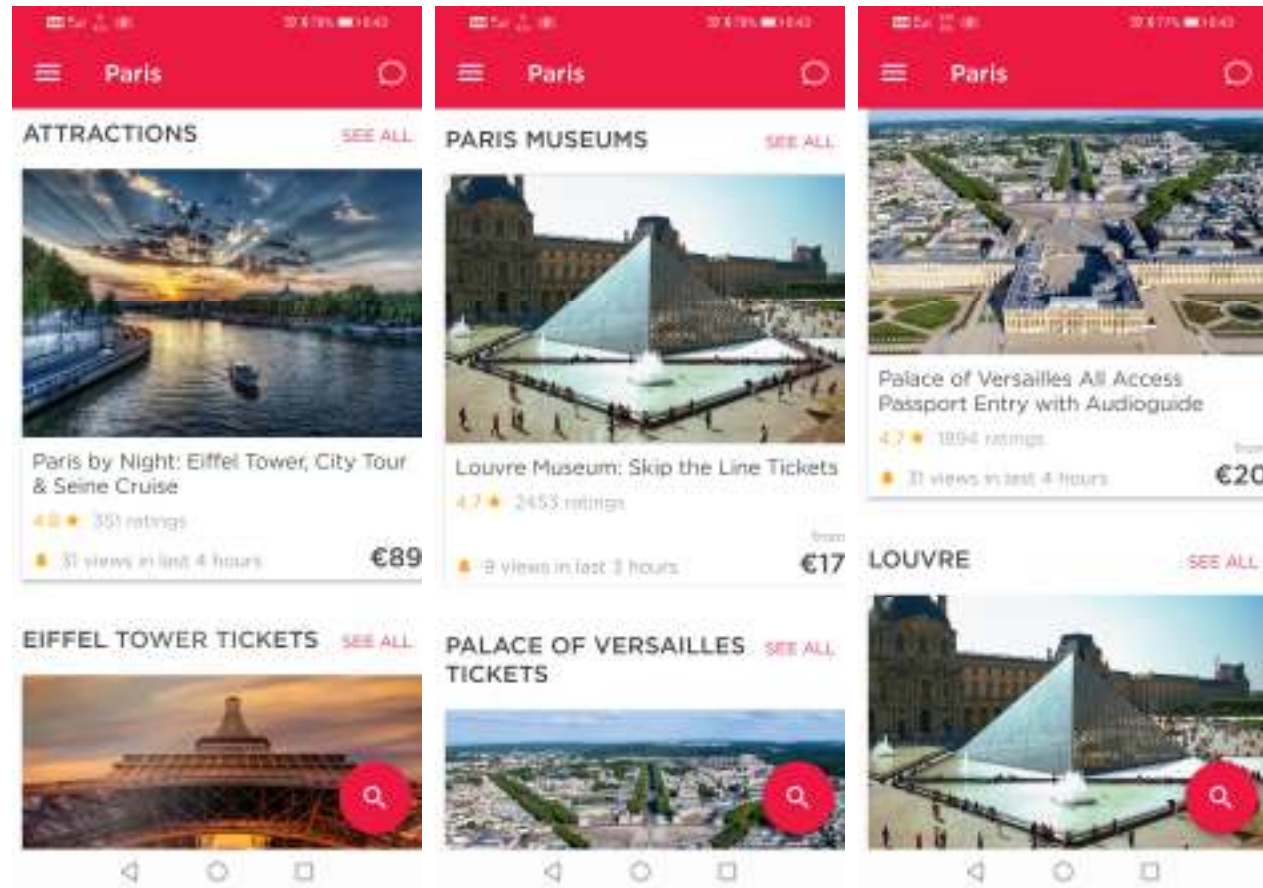 Paris
ATTRACTIONS
SEE ALL
Paris by Night: Eiffel Tower, City Tour
& Seine Cruise
351 ratings
31 views in last 4 hours
€89
EIFFEL TOWER TICKETS
SEE ALL
Paris
PARIS MUSEUMS
SEE ALL
Louvre Museum: Skip the Line Tickets
4.7 2453 ratings
from
9 views in last 3 hours
€17
PALACE OF VERSAILLES
TICKETS
SEE ALL
Paris
Palace of Versailles All Access
Passport Entry with Audioguide
4.7 1894 ratings
from
31 views in last 4 hours
€20
LOUVRE
SEE ALL